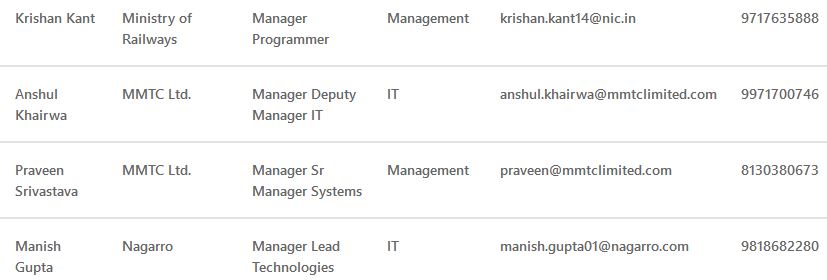 Krishan Kant Ministry of Manager Management krishan.kant14@nic.in 9717635888
Railways Programmer
Anshul MMTC Ltd. Manager Deputy IT anshul.khairwa@mmtclimited.com 9971700746
Khairwa Manager IT
Praveen MMTC Ltd. Manager Sr Management praveen@mmtclimited.com 8130380673
Srivastava Manager Systems
Manish Nagarro Manager Lead IT manish.gupta01@nagarro.com 9818682280
Gupta Technologies